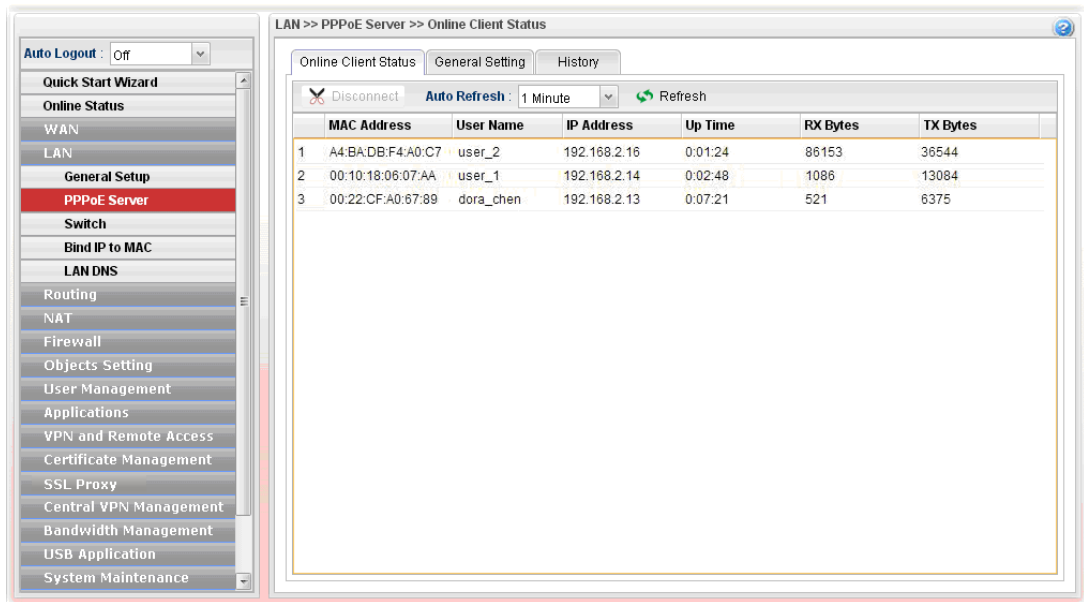 LAN >> PPPoE Server >> Online Client Status
Auto Logout : Off
Quick Start Wizard
Online Status
WAN
LAN
General Setup
PPPoE Server
Switch
Bind IP to MAC
LAN DNS
Routing
NAT
Firewall
Objects Setting
User Management
Applications
VPN and Remote Access
Certificate Management
SSL Proxy
Central VPN Management
Bandwidth Management
USB Application
System Maintenance
Online Client Status General Setting History
Disconnect Auto Refresh : 1 Minute Refresh
MAC Address User Name IP Address Up Time RX Bytes TX Bytes
1 A4:BA:DB:F4:A0:C7 user_2 192.168.2.16 0:01:24 86153 36544
2 00:10:18:06:07:AA user_1 192.168.2.14 0:02:48 1086 13084
3 00:22:CF:A0:67:89 dora_chen 192.168.2.13 0:07:21 521 6375